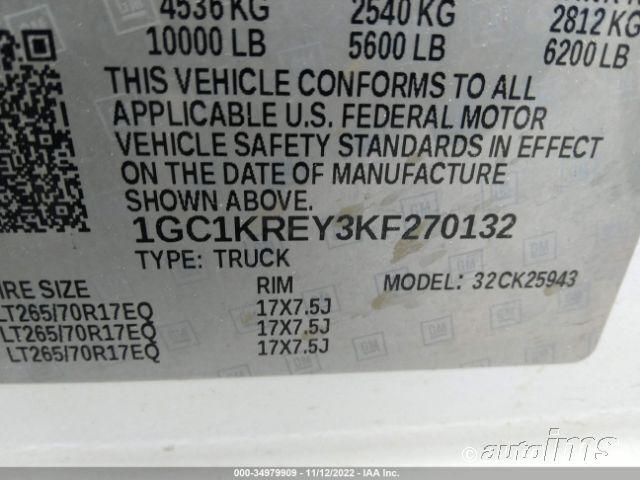 4536 KG 2540 KG 2812 KG
10000 LB 5600 LB 6200 LB
THIS VEHICLE CONFORMS TO ALL
APPLICABLE U.S. FEDERAL MOTOR
VEHICLE SAFETY STANDARDS IN EFFECT
ON THE DATE OF MANUFACTURE
SHOWN ABOVE.
1GC1KREY3KF270132
TYPE: TRUCK MODEL: 32CK25943
IRE SIZE RIM
LT265/70R17EQ 17X7.5J
LT265/70R17EQ 17X7.5J
LT265/70R17EQ 17X7.5J
GM
autoims
000-34979909 - 11/12/2022 - IAA Inc.